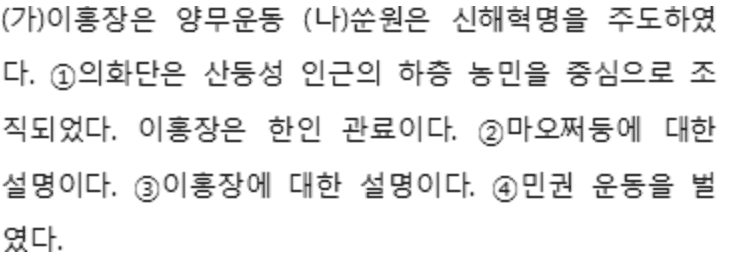 (가)이홍장은 양무운동 (나)쑨원은 신해혁명을 주도하였
다. ①의화단은 산둥성 인근의 하층 농민을 중심으로 조
직되었다. 이홍장은 한인 관료이다. ②마오쩌둥에 대한
설명이다. ③이홍장에 대한 설명이다. ④민권 운동을 벌
였다.